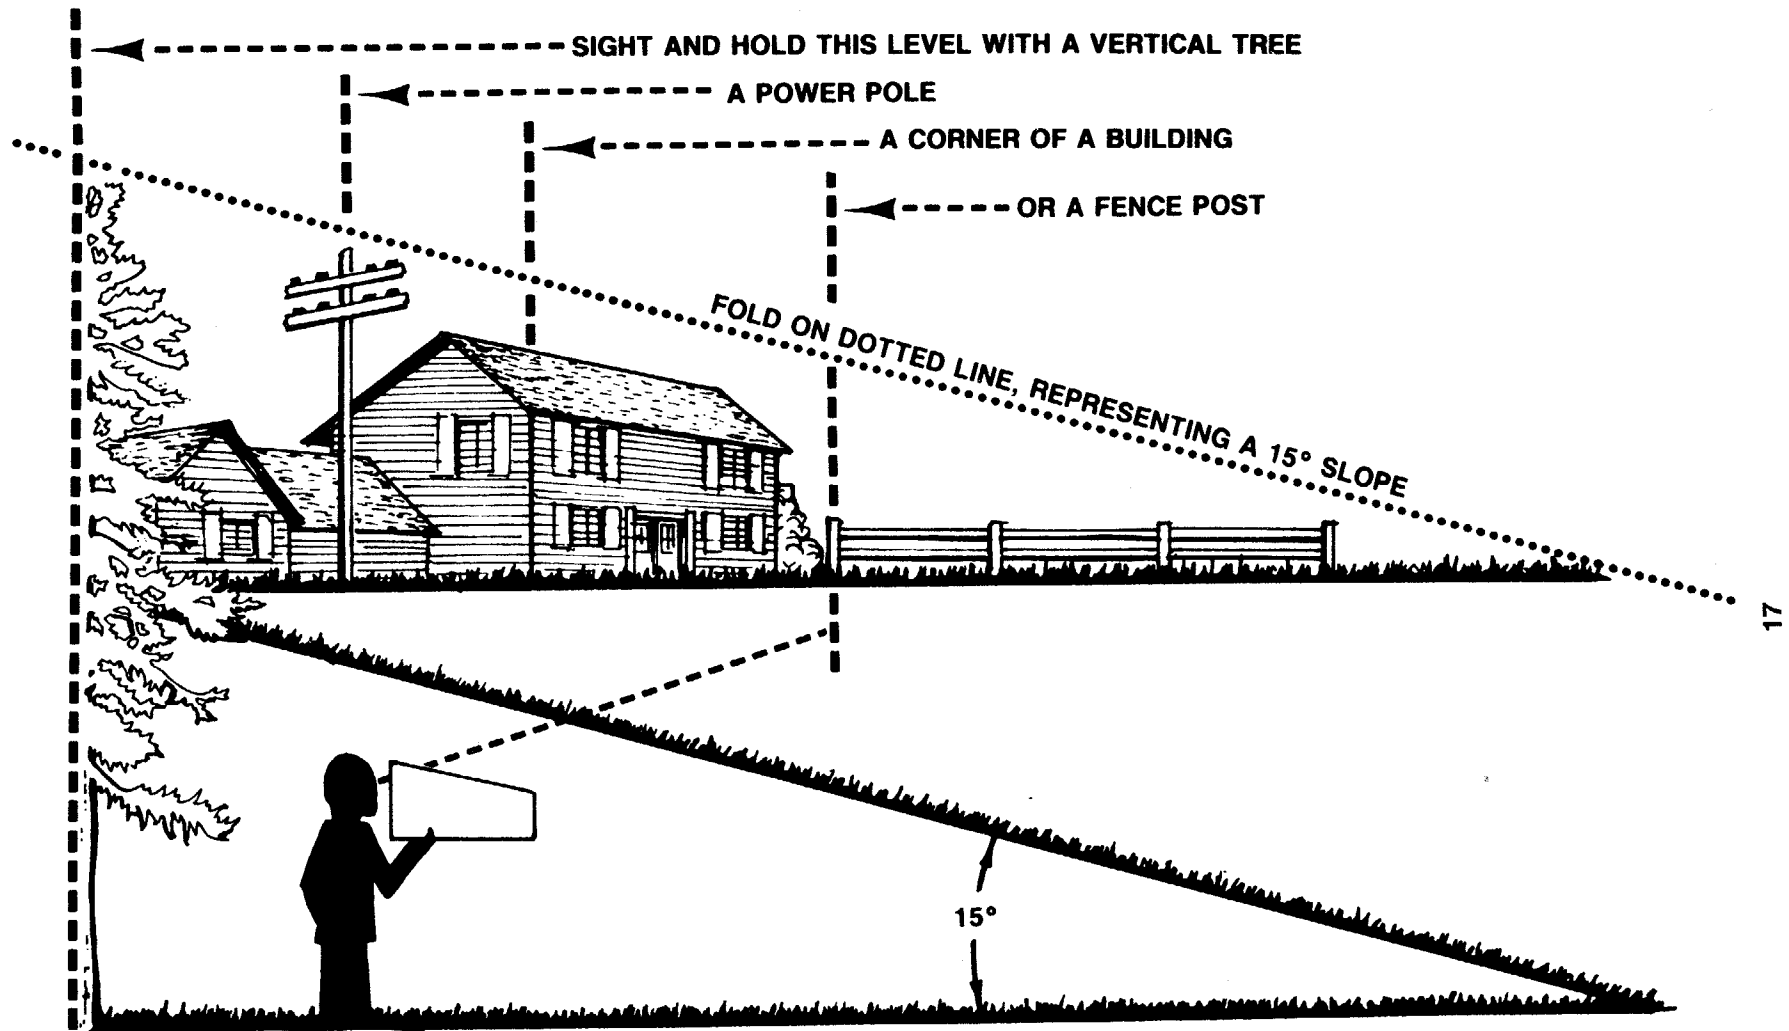 SIGHT AND HOLD THIS LEVEL WITH A VERTICAL TREE
A POWER POLE
A CORNER OF A BUILDING
OR A FENCE POST
FOLD ON DOTTED LINE, REPRESENTING A 15° SLOPE
17
15°